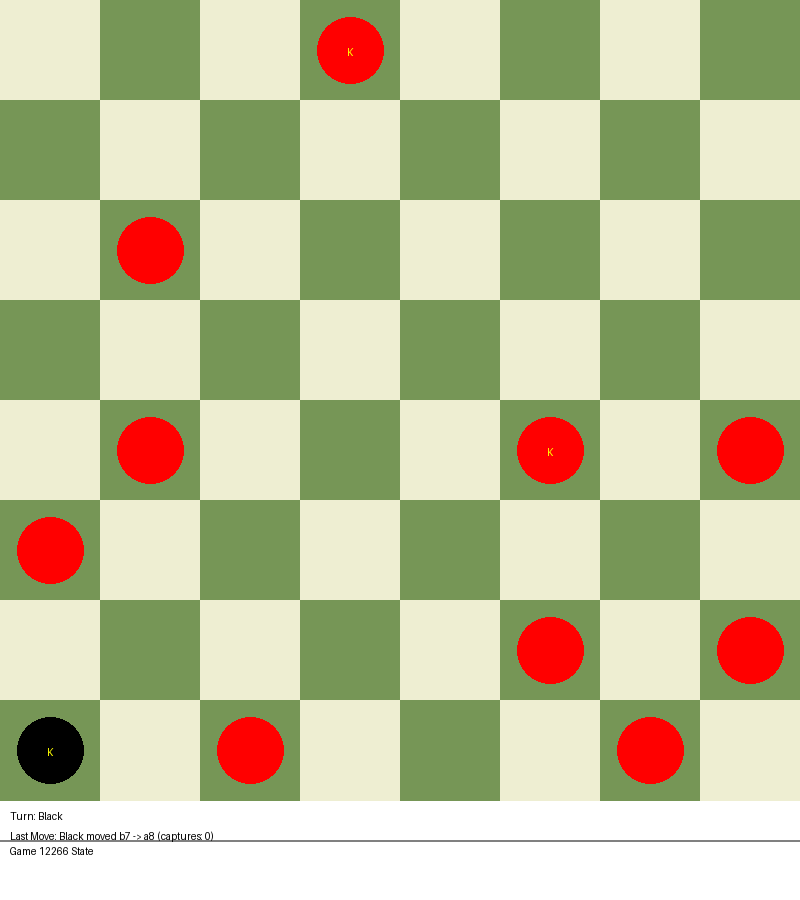 K
K
K
Turn: Black
Last Move: Black moved b7 -> a8 (captures: 0)
Game 12266 State